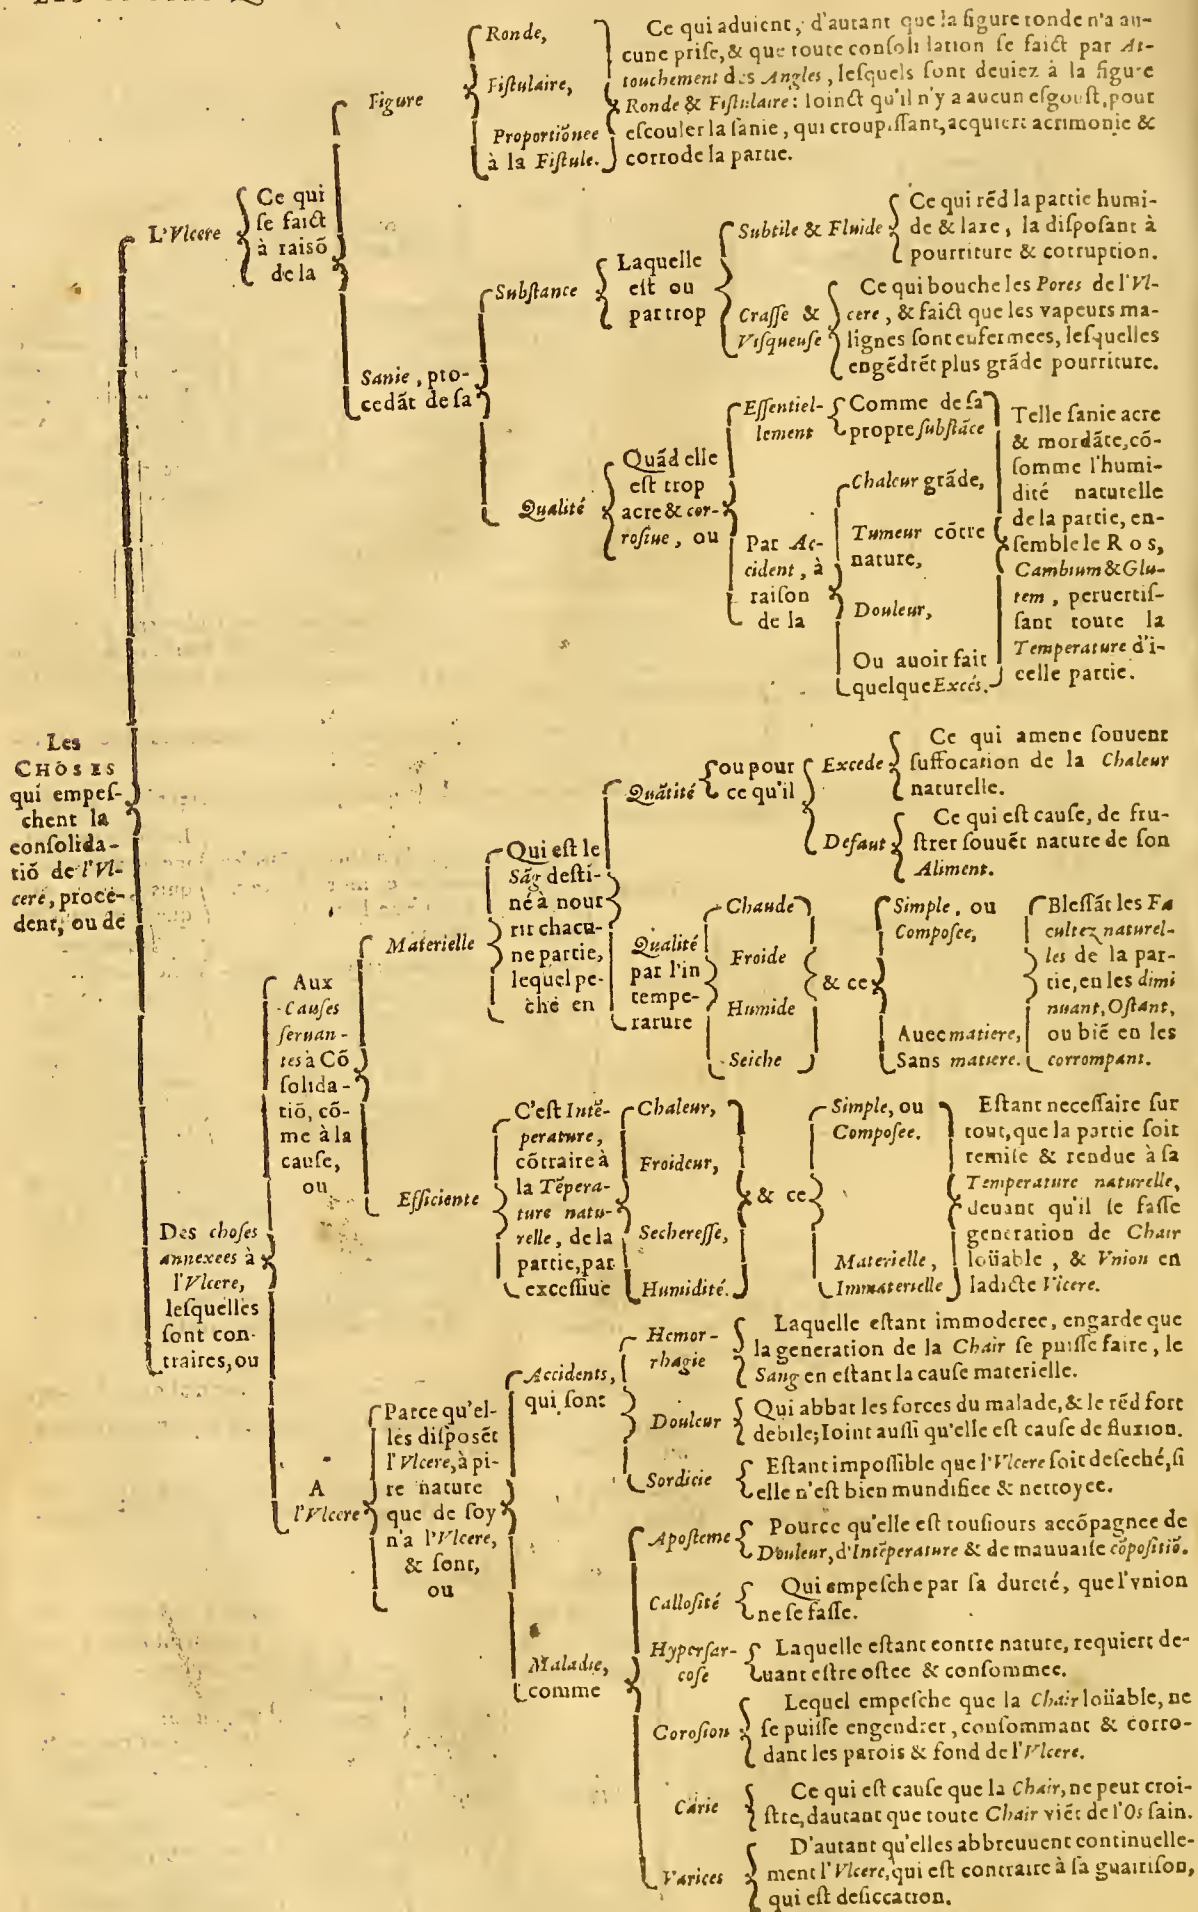 Les
CHOSES
qui empeſ-
chent la
conſolida-
tiõ de l'Vl-
cere, proce-
dent, ou de
L'Vlcere
Ce qui
ſe faict
à raiſõ
de la
Figure
Ronde,
Fiſtulaire,
Proportiõnee
à la Fiſtule.
Ce qui aduient, d'autant que la figure ronde n'a au-
cune priſe, & que toute conſolidation ſe faict par At-
touchement des Angles, leſquels ſont deniez à la figure
Ronde & Fiſtulaire: Ioinct qu'il n'y a aucun eſgouſt, pour
eſcouler la ſanie, qui croupiſſant, acquiert acrimonie &
corrode la partie.
Sanie, pro-
cedãt de ſa
Subſtance
Laquelle
eſt ou
par trop
Subtile & Fluide
Ce qui rẽd la partie humi-
de & laxe, la diſpoſant à
pourriture & corruption.
Craſſe &
Viſqueuſe
Ce qui bouche les Pores de l'Vl-
cere, & faict que les vapeurs ma-
lignes ſont enfermees, leſquelles
engẽdrẽt plus grãde pourriture.
Qualité
Quãd elle
eſt trop
acre & cor-
roſiue, ou
Eſſentiel-
lement
Comme de ſa
propre ſubſtãce
Par Ac-
cident, à
raiſon
de la
Chaleur grãde,
Tumeur cõtre
nature,
Douleur,
Ou auoir fait
quelque Excés.
Telle ſanie acre
& mordãte, cõ-
ſomme l'humi-
dité naturelle
de la partie, en-
ſemble le Ros,
Cambium & Glu-
tem, peruertiſ-
ſant toute la
Temperature d'i-
celle partie.
Des choſes
annexees à
l'Vlcere,
leſquelles
ſont con-
traires, ou
Aux
Cauſes
ſeruan-
tes à Cõ
ſolida-
tiõ, cõ-
me à la
cauſe,
ou
Materielle
Qui eſt le
Sãg deſti-
né à nour
rir chacu-
ne partie,
lequel pe-
che en
Quãtité
ou pour
ce qu'il
Excede
Ce qui amene ſouuent
ſuffocation de la Chaleur
naturelle.
Defaut
Ce qui eſt cauſe, de fru-
ſtrer ſouuẽt nature de ſon
Aliment.
Qualité
par l'in
tempe-
rature
Chaude
Froide
Humide
Seiche
& ce
Simple, ou
Compoſee,
Auec matiere,
Sans matiere.
Bleſſãt les Fa
cultez naturel-
les de la par-
tie, en les dimi
nuant, Oſtant,
ou biẽ en les
corrompant.
Efficiente
C'eſt Intẽ-
perature,
cõtraire à
la Tẽpera-
ture natu-
relle, de la
partie, par
exceſſiue
Chaleur,
Froideur,
Sechereſſe,
Humidité.
& ce
Simple, ou
Compoſee.
Materielle,
Immaterielle
Eſtant neceſſaire ſur
tout, que la partie ſoit
remiſe & rendue à ſa
Temperature naturelle,
deuant qu'il ſe faſſe
generation de Chair
loüable, & Vnion en
ladicte Vlcere.
A
l'Vlcere
Parce qu'el-
les diſpoſẽt
l'Vlcere, à pi-
re nature
que de ſoy
n'a l'Vlcere,
& ſont,
ou
Accidents,
qui ſont
Hemor-
rhagie
Laquelle eſtant immoderee, engarde que
la generation de la Chair ſe puiſſe faire, le
Sang en eſtant la cauſe materielle.
Douleur
Qui abbat les forces du malade, & le rẽd fort
debile; Ioint auſſi qu'elle eſt cauſe de fluxion.
Sordicie
Eſtant impoſſible que l'Vlcere ſoit deſeché, ſi
elle n'eſt bien mundifiee & nettoyee.
Maladie,
comme
Apoſteme
Pource qu'elle eſt touſiours accõpagnee de
Douleur, d'Intẽperature & de mauuaiſe cõpoſitiõ.
Calloſité
Qui empeſche par ſa dureté, que l'vnion
ne ſe faſſe.
Hyperſar-
coſe
Laquelle eſtant contre nature, requiert de-
uant eſtre oſtee & conſommee.
Coroſion
Lequel empeſche que la Chair loüable, ne
ſe puiſſe engendrer, conſommant & corro-
dant les parois & fond de l'Vlcere.
Carie
Ce qui eſt cauſe que la Chair, ne peut croi-
ſtre, dautant que toute Chair viẽt de l'Os ſain.
Varices
D'autant qu'elles abbreuuent continuelle-
ment l'Vlcere, qui eſt contraire à ſa guairiſon,
qui eſt deſiccation.